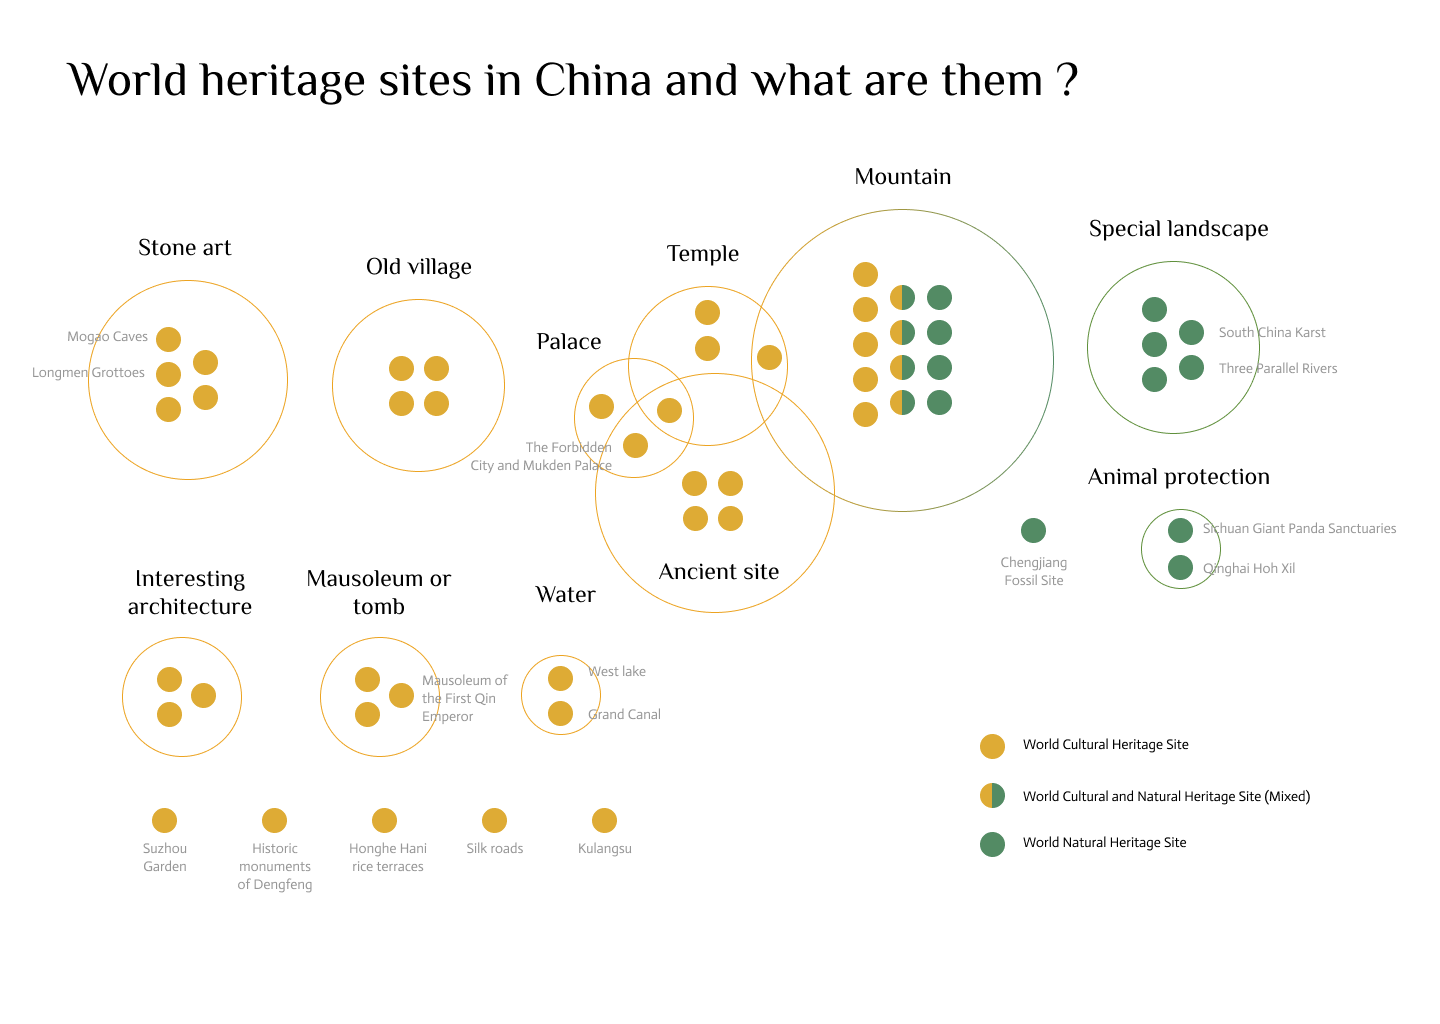 World heritage sites in China and what are them ?
Mountain
Special landscape
Stone art
Temple
Old village
Palace
Mogao Caves
Longmen Grottoes
South China Karst
Three Parallel Rivers
The Forbidden
City and Mukden Palace
Animal protection
Sichuan Giant Panda Sanctuaries
Qinghai Hoh Xil
Chengjiang
Fossil Site
Ancient site
Interesting
architecture
Mausoleum or
tomb
Water
Mausoleum of
the First Qin
Emperor
West lake
Grand Canal
World Cultural Heritage Site
World Cultural and Natural Heritage Site (Mixed)
World Natural Heritage Site
Suzhou
Garden
Historic
monuments
of Dengfeng
Honghe Hani
rice terraces
Silk roads
Kulangsu